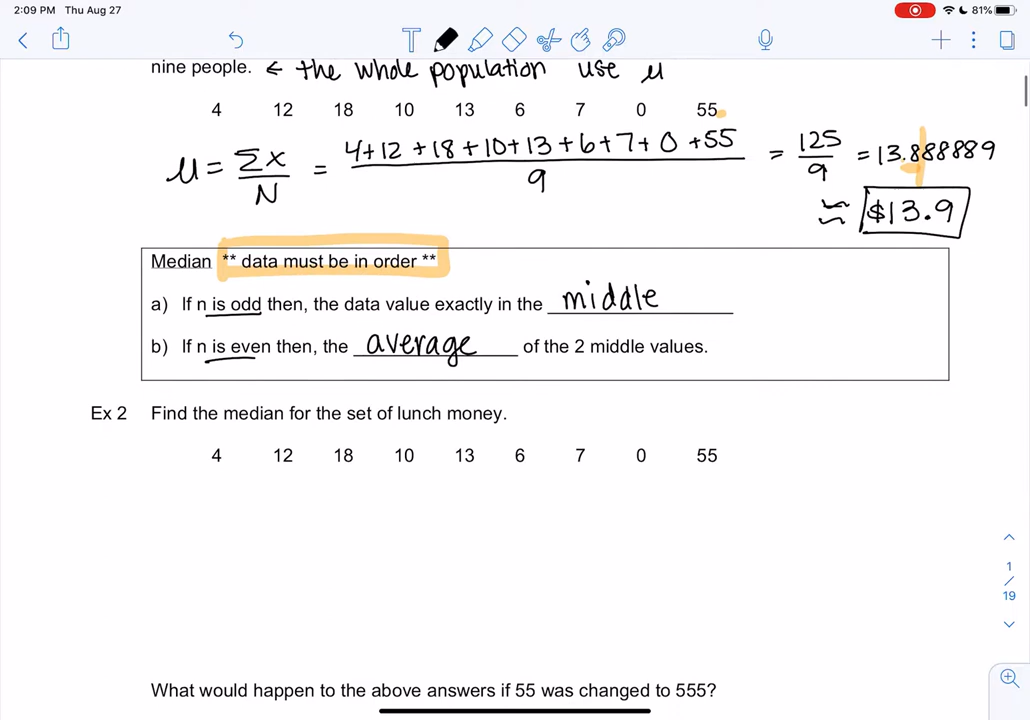 2:09 PM Thu Aug 27 81%
nine people. ← the whole population use μ
4 12 18 10 13 6 7 0 55
μ = Σx/N = 4+12+18+10+13+6+7+0+55/9 = 125/9 = 13.888889
≈ $13.9
Median ** data must be in order **
a) If n is odd then, the data value exactly in the middle
b) If n is even then, the average of the 2 middle values.
Ex 2 Find the median for the set of lunch money.
4 12 18 10 13 6 7 0 55
1
/
19
What would happen to the above answers if 55 was changed to 555?